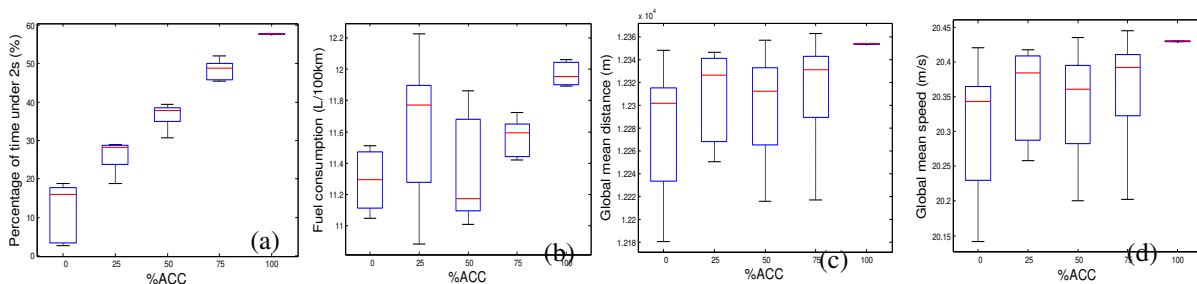 Percentage of time under 2s (%)
60
50
40
30
20
10
0
0 25 50 75 100
%ACC
(a)
Fuel consumption (L/100km)
12.2
12
11.8
11.6
11.4
11.2
11
0 25 50 75 100
%ACC
(b)
Global mean distance (m)
x 10⁴
1.236
1.234
1.232
1.23
1.228
1.226
1.224
1.222
1.22
1.218
0 25 50 75 100
%ACC
(c)
Global mean speed (m/s)
20.45
20.4
20.35
20.3
20.25
20.2
20.15
0 25 50 75 100
%ACC
(d)